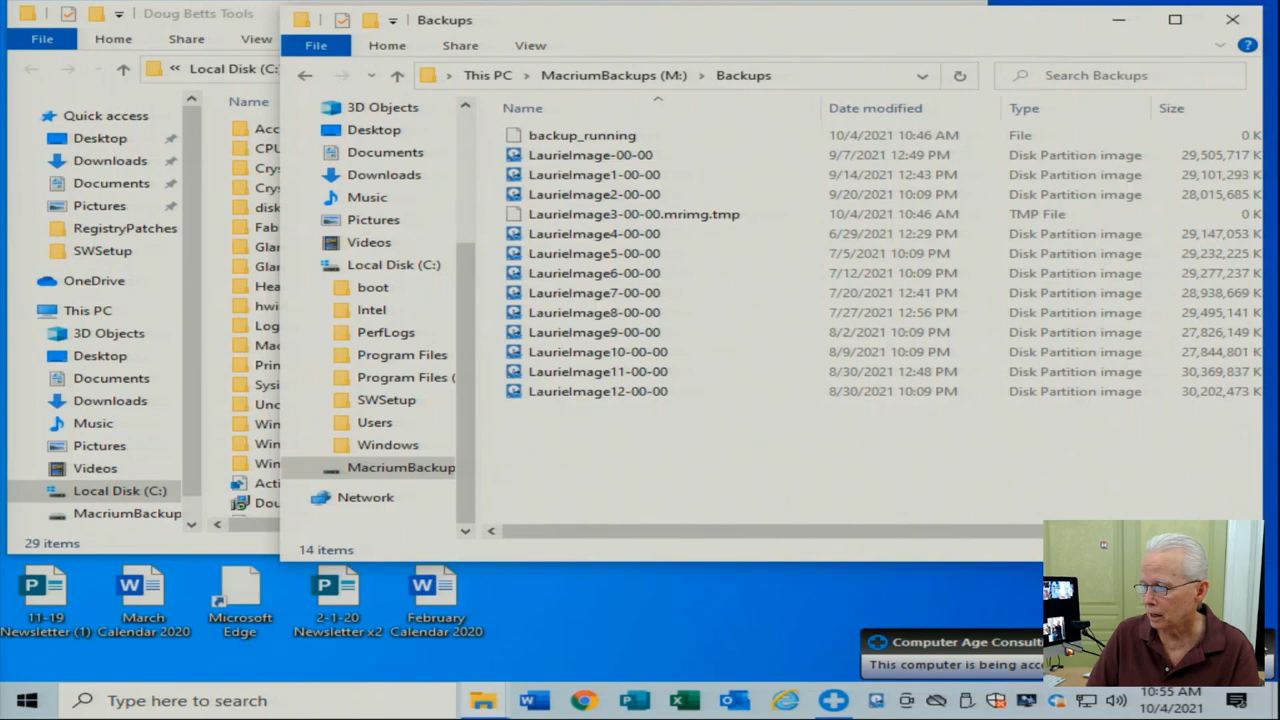 Doug Betts Tools
File Home Share View
Local Disk (C:
Name
Quick access
Desktop
Downloads
Documents
Pictures
RegistryPatches
SWSetup
OneDrive
This PC
3D Objects
Desktop
Documents
Downloads
Music
Pictures
Videos
Local Disk (C:)
MacriumBackup
Acc
CPU
Crys
Crys
disk
Fab
Glar
Glar
Hea
hwi
Log
Mac
Prin
Sysi
Unc
Win
Win
Win
Acti
Dou
29 items
Backups
File Home Share View
This PC > MacriumBackups (M:) > Backups
Search Backups
3D Objects
Desktop
Documents
Downloads
Music
Pictures
Videos
Local Disk (C:)
boot
Intel
PerfLogs
Program Files
Program Files (
SWSetup
Users
Windows
MacriumBackup
Network
Name Date modified Type Size
backup_running 10/4/2021 10:46 AM File 0 K
LaurieImage-00-00 9/7/2021 12:49 PM Disk Partition image 29,505,717 K
LaurieImage1-00-00 9/14/2021 12:43 PM Disk Partition image 29,101,293 K
LaurieImage2-00-00 9/20/2021 10:09 PM Disk Partition image 28,015,685 K
LaurieImage3-00-00.mrimg.tmp 10/4/2021 10:46 AM TMP File 0 K
LaurieImage4-00-00 6/29/2021 12:29 PM Disk Partition image 29,147,053 K
LaurieImage5-00-00 7/5/2021 10:09 PM Disk Partition image 29,232,225 K
LaurieImage6-00-00 7/12/2021 10:09 PM Disk Partition image 29,277,237 K
LaurieImage7-00-00 7/20/2021 12:41 PM Disk Partition image 28,938,669 K
LaurieImage8-00-00 7/27/2021 12:56 PM Disk Partition image 29,495,141 K
LaurieImage9-00-00 8/2/2021 10:09 PM Disk Partition image 27,826,149 K
LaurieImage10-00-00 8/9/2021 10:09 PM Disk Partition image 27,844,801 K
LaurieImage11-00-00 8/30/2021 12:48 PM Disk Partition image 30,369,837 K
LaurieImage12-00-00 8/30/2021 10:09 PM Disk Partition image 30,202,473 K
14 items
11-19
Newsletter (1)
March
Calendar 2020
Microsoft
Edge
2-1-20
Newsletter x2
February
Calendar 2020
Computer Age Consulti
This computer is being acc
Type here to search
10:55 AM
10/4/2021